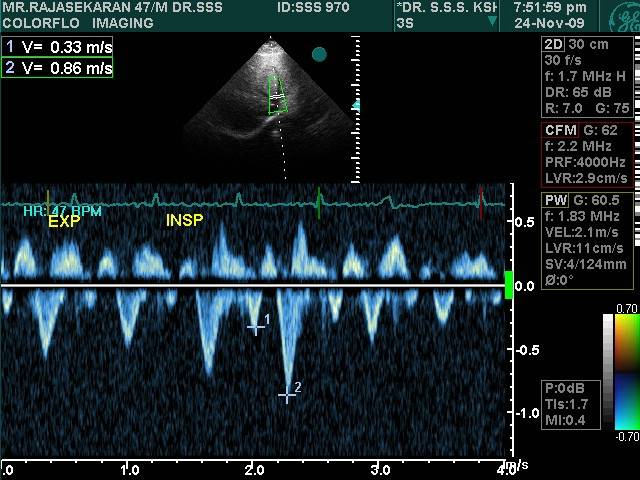 MR.RAJASEKARAN 47/M DR.SSS ID:SSS 970 *DR. S.S.S. KSH 7:51:59 pm
COLORFLO IMAGING 3S 24-Nov-09
1 V= 0.33 m/s
2 V= 0.86 m/s
2D 30 cm
30 f/s
f: 1.7 MHz H
DR: 65 dB
R: 7.0 G: 75
CFM G: 62
f: 2.2 MHz
PRF:4000Hz
LVR:2.9cm/s
PW G: 60.5
f: 1.83 MHz
VEL:2.1m/s
LVR:11cm/s
SV:4/124mm
Ø:0°
HR: 47 BPM
EXP INSP
0.5
0.0
-0.5
-1.0
1
2
m/s
.0 1.0 2.0 3.0 4.0
0.70
-0.70
P:0dB
TIs:1.7
MI:0.4